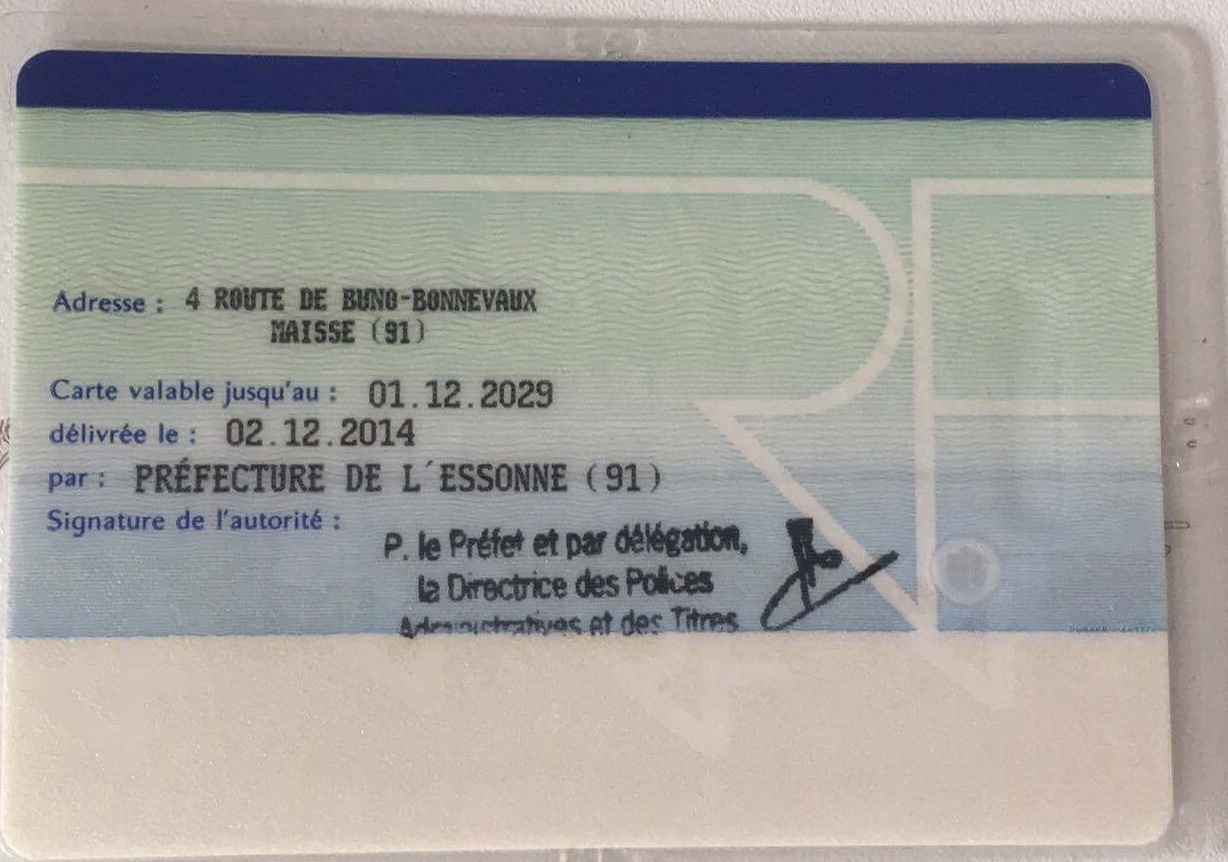 Adresse : 4 ROUTE DE BUNO-BONNEVAUX
MAISSE (91)
Carte valable jusqu'au : 01.12.2029
délivrée le : 02.12.2014
par : PRÉFECTURE DE L´ESSONNE (91)
Signature de l'autorité :
P. le Préfet et par délégation,
la Directrice des Polices
Administratives et des Titres